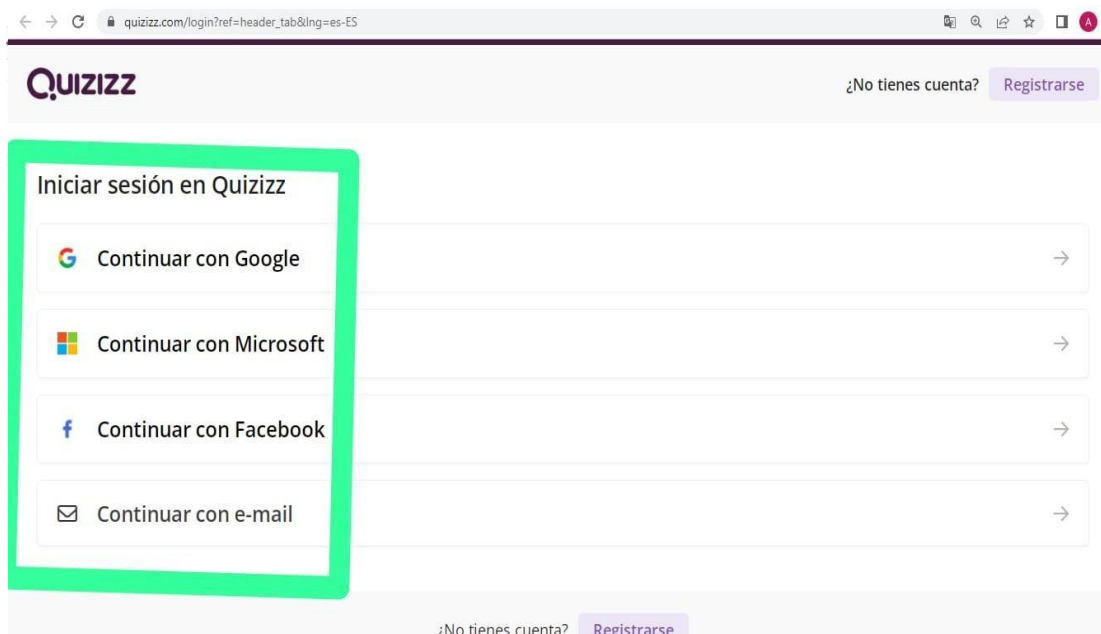 quizizz.com/login?ref=header_tab&lng=es-ES
A
Quizizz
¿No tienes cuenta? Registrarse
Iniciar sesión en Quizizz
Continuar con Google
Continuar con Microsoft
Continuar con Facebook
Continuar con e-mail
¿No tienes cuenta? Registrarse